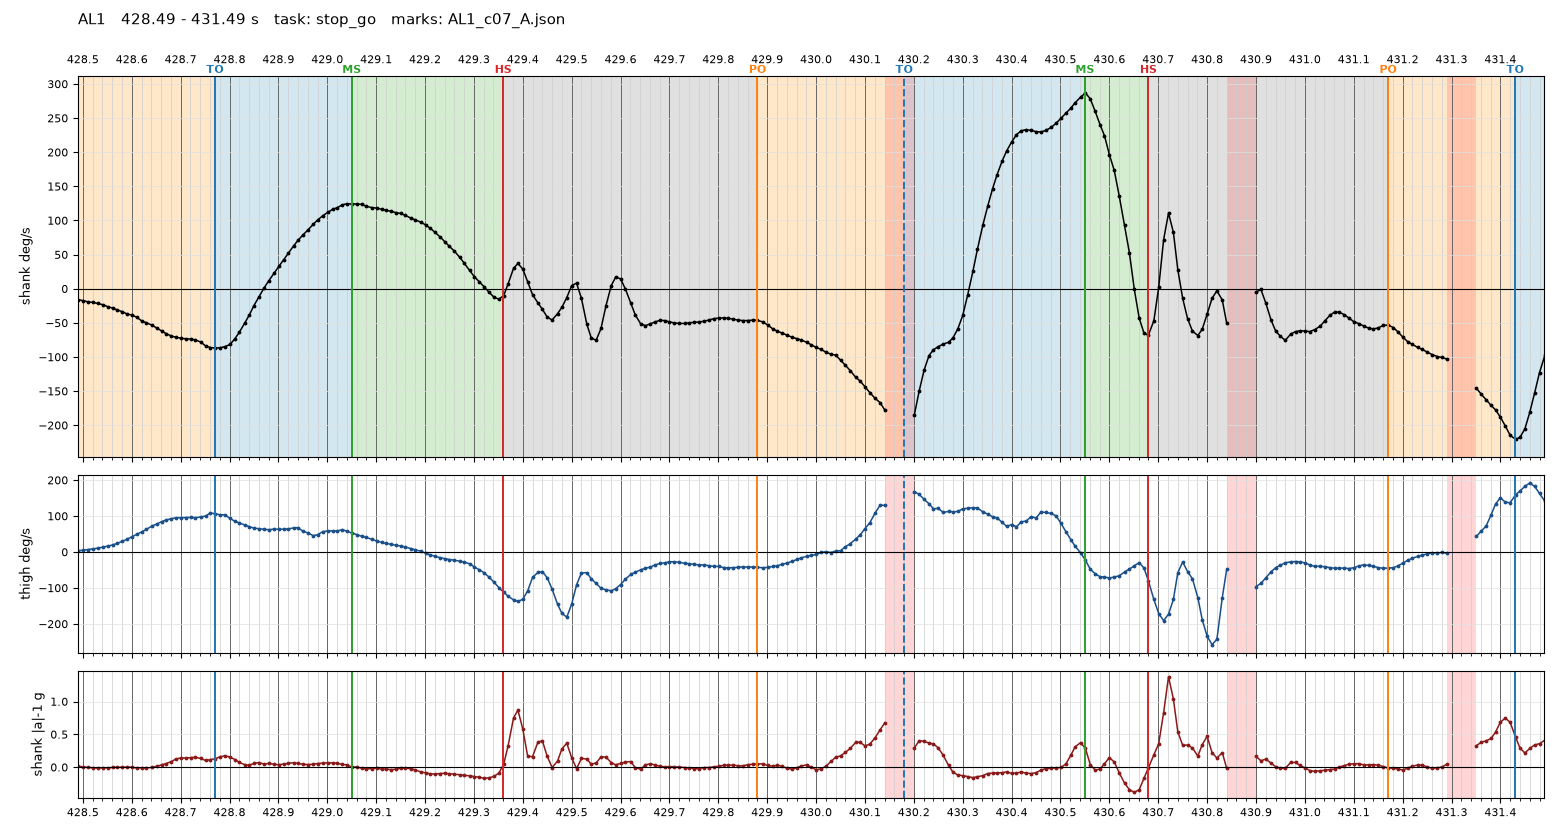 AL1   428.49 - 431.49 s   task: stop_go   marks: AL1_c07_A.json
428.5 428.6 428.7 428.8 428.9 429.0 429.1 429.2 429.3 429.4 429.5 429.6 429.7 429.8 429.9 430.0 430.1 430.2 430.3 430.4 430.5 430.6 430.7 430.8 430.9 431.0 431.1 431.2 431.3 431.4
TO MS HS PO TO MS HS PO TO
shank deg/s
300
250
200
150
100
50
0
−50
−100
−150
−200
thigh deg/s
200
100
0
−100
−200
shank |a|-1 g
1.0
0.5
0.0
428.5 428.6 428.7 428.8 428.9 429.0 429.1 429.2 429.3 429.4 429.5 429.6 429.7 429.8 429.9 430.0 430.1 430.2 430.3 430.4 430.5 430.6 430.7 430.8 430.9 431.0 431.1 431.2 431.3 431.4